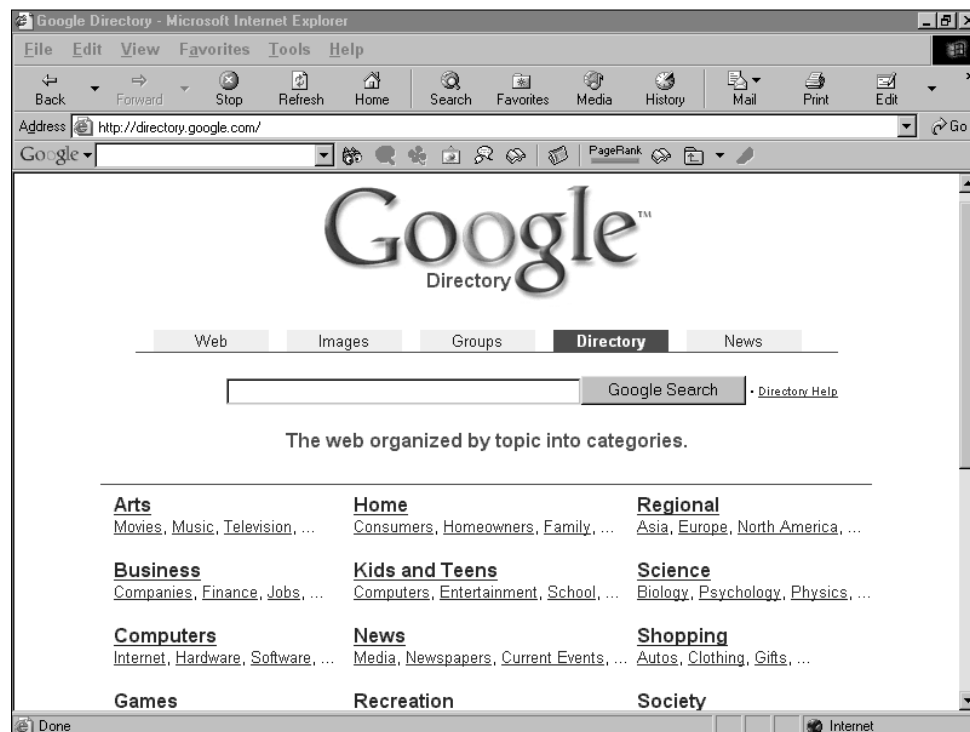 Google Directory - Microsoft Internet Explorer
File Edit View Favorites Tools Help
Back Forward Stop Refresh Home Search Favorites Media History Mail Print Edit
Address http://directory.google.com/ Go
Google PageRank
Google™
Directory
Web Images Groups Directory News
Google Search • Directory Help
The web organized by topic into categories.
Arts Home Regional
Movies, Music, Television, ... Consumers, Homeowners, Family, ... Asia, Europe, North America, ...
Business Kids and Teens Science
Companies, Finance, Jobs, ... Computers, Entertainment, School, ... Biology, Psychology, Physics, ...
Computers News Shopping
Internet, Hardware, Software, ... Media, Newspapers, Current Events, ... Autos, Clothing, Gifts, ...
Games Recreation Society
Done Internet